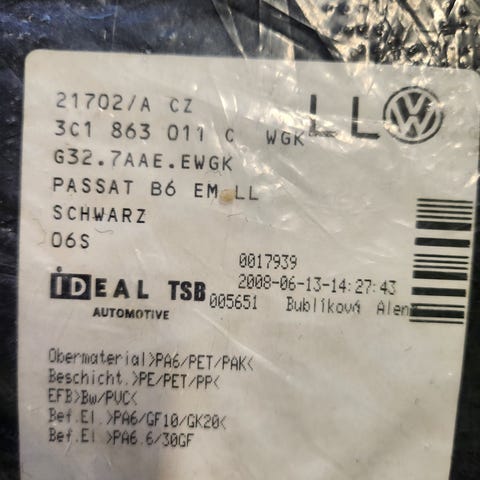 21702/A CZ LL
3C1 863 011 C WGK
G32.7AAE.EWGK
PASSAT B6 EM LL
SCHWARZ
06S
0017939
2008-06-13-14:27:43
IDEAL TSB 005651 Bublíková Alen
AUTOMOTIVE
Obermaterial>PA6/PET/PAK<
Beschicht.>PE/PET/PP<
EFB>Bw/PVC<
Bef.El.>PA6/GF10/GK20<
Bef.El.>PA6.6/30GF